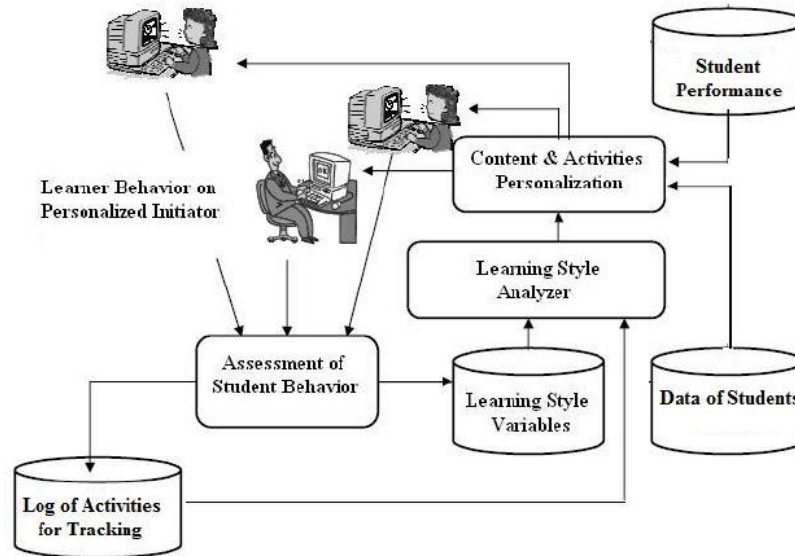 Student
Performance
Content & Activities
Personalization
Learner Behavior on
Personalized Initiator
Learning Style
Analyzer
Assessment of
Student Behavior
Learning Style
Variables
Data of Students
Log of Activities
for Tracking